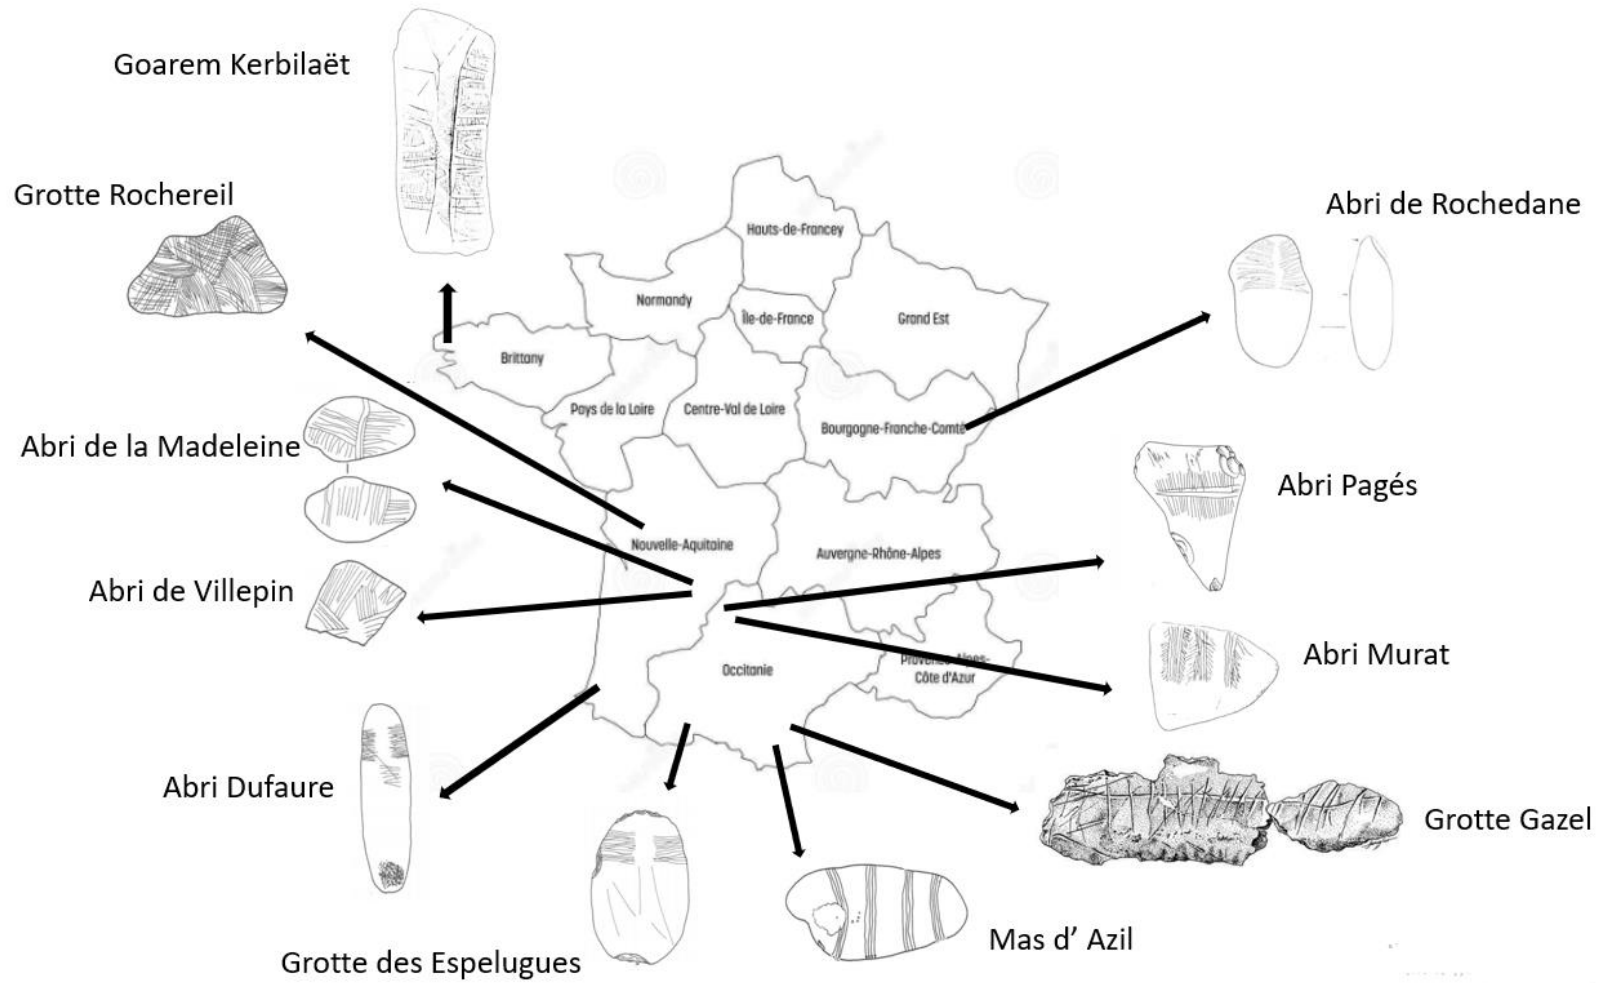 Goarem Kerbilaët
Grotte Rochereil
Abri de Rochedane
Hauts-de-Francey
Normandy
Île-de-France
Grand Est
Brittany
Pays de la Loire
Centre-Val de Loire
Bourgogne-Franche-Comté
Abri de la Madeleine
Abri Pagés
Nouvelle-Aquitaine
Auvergne-Rhône-Alpes
Abri de Villepin
Abri Murat
Occitanie
Provence-Alpes-
Côte d'Azur
Abri Dufaure
Grotte Gazel
Mas d’ Azil
Grotte des Espelugues